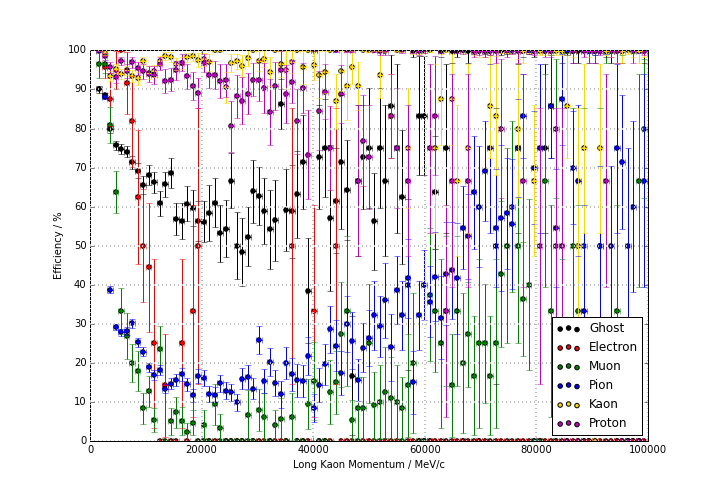 100
90
80
70
60
50
40
30
20
10
0
Efficiency / %
0 20000 40000 60000 80000 100000
Long Kaon Momentum / MeV/c
Ghost
Electron
Muon
Pion
Kaon
Proton